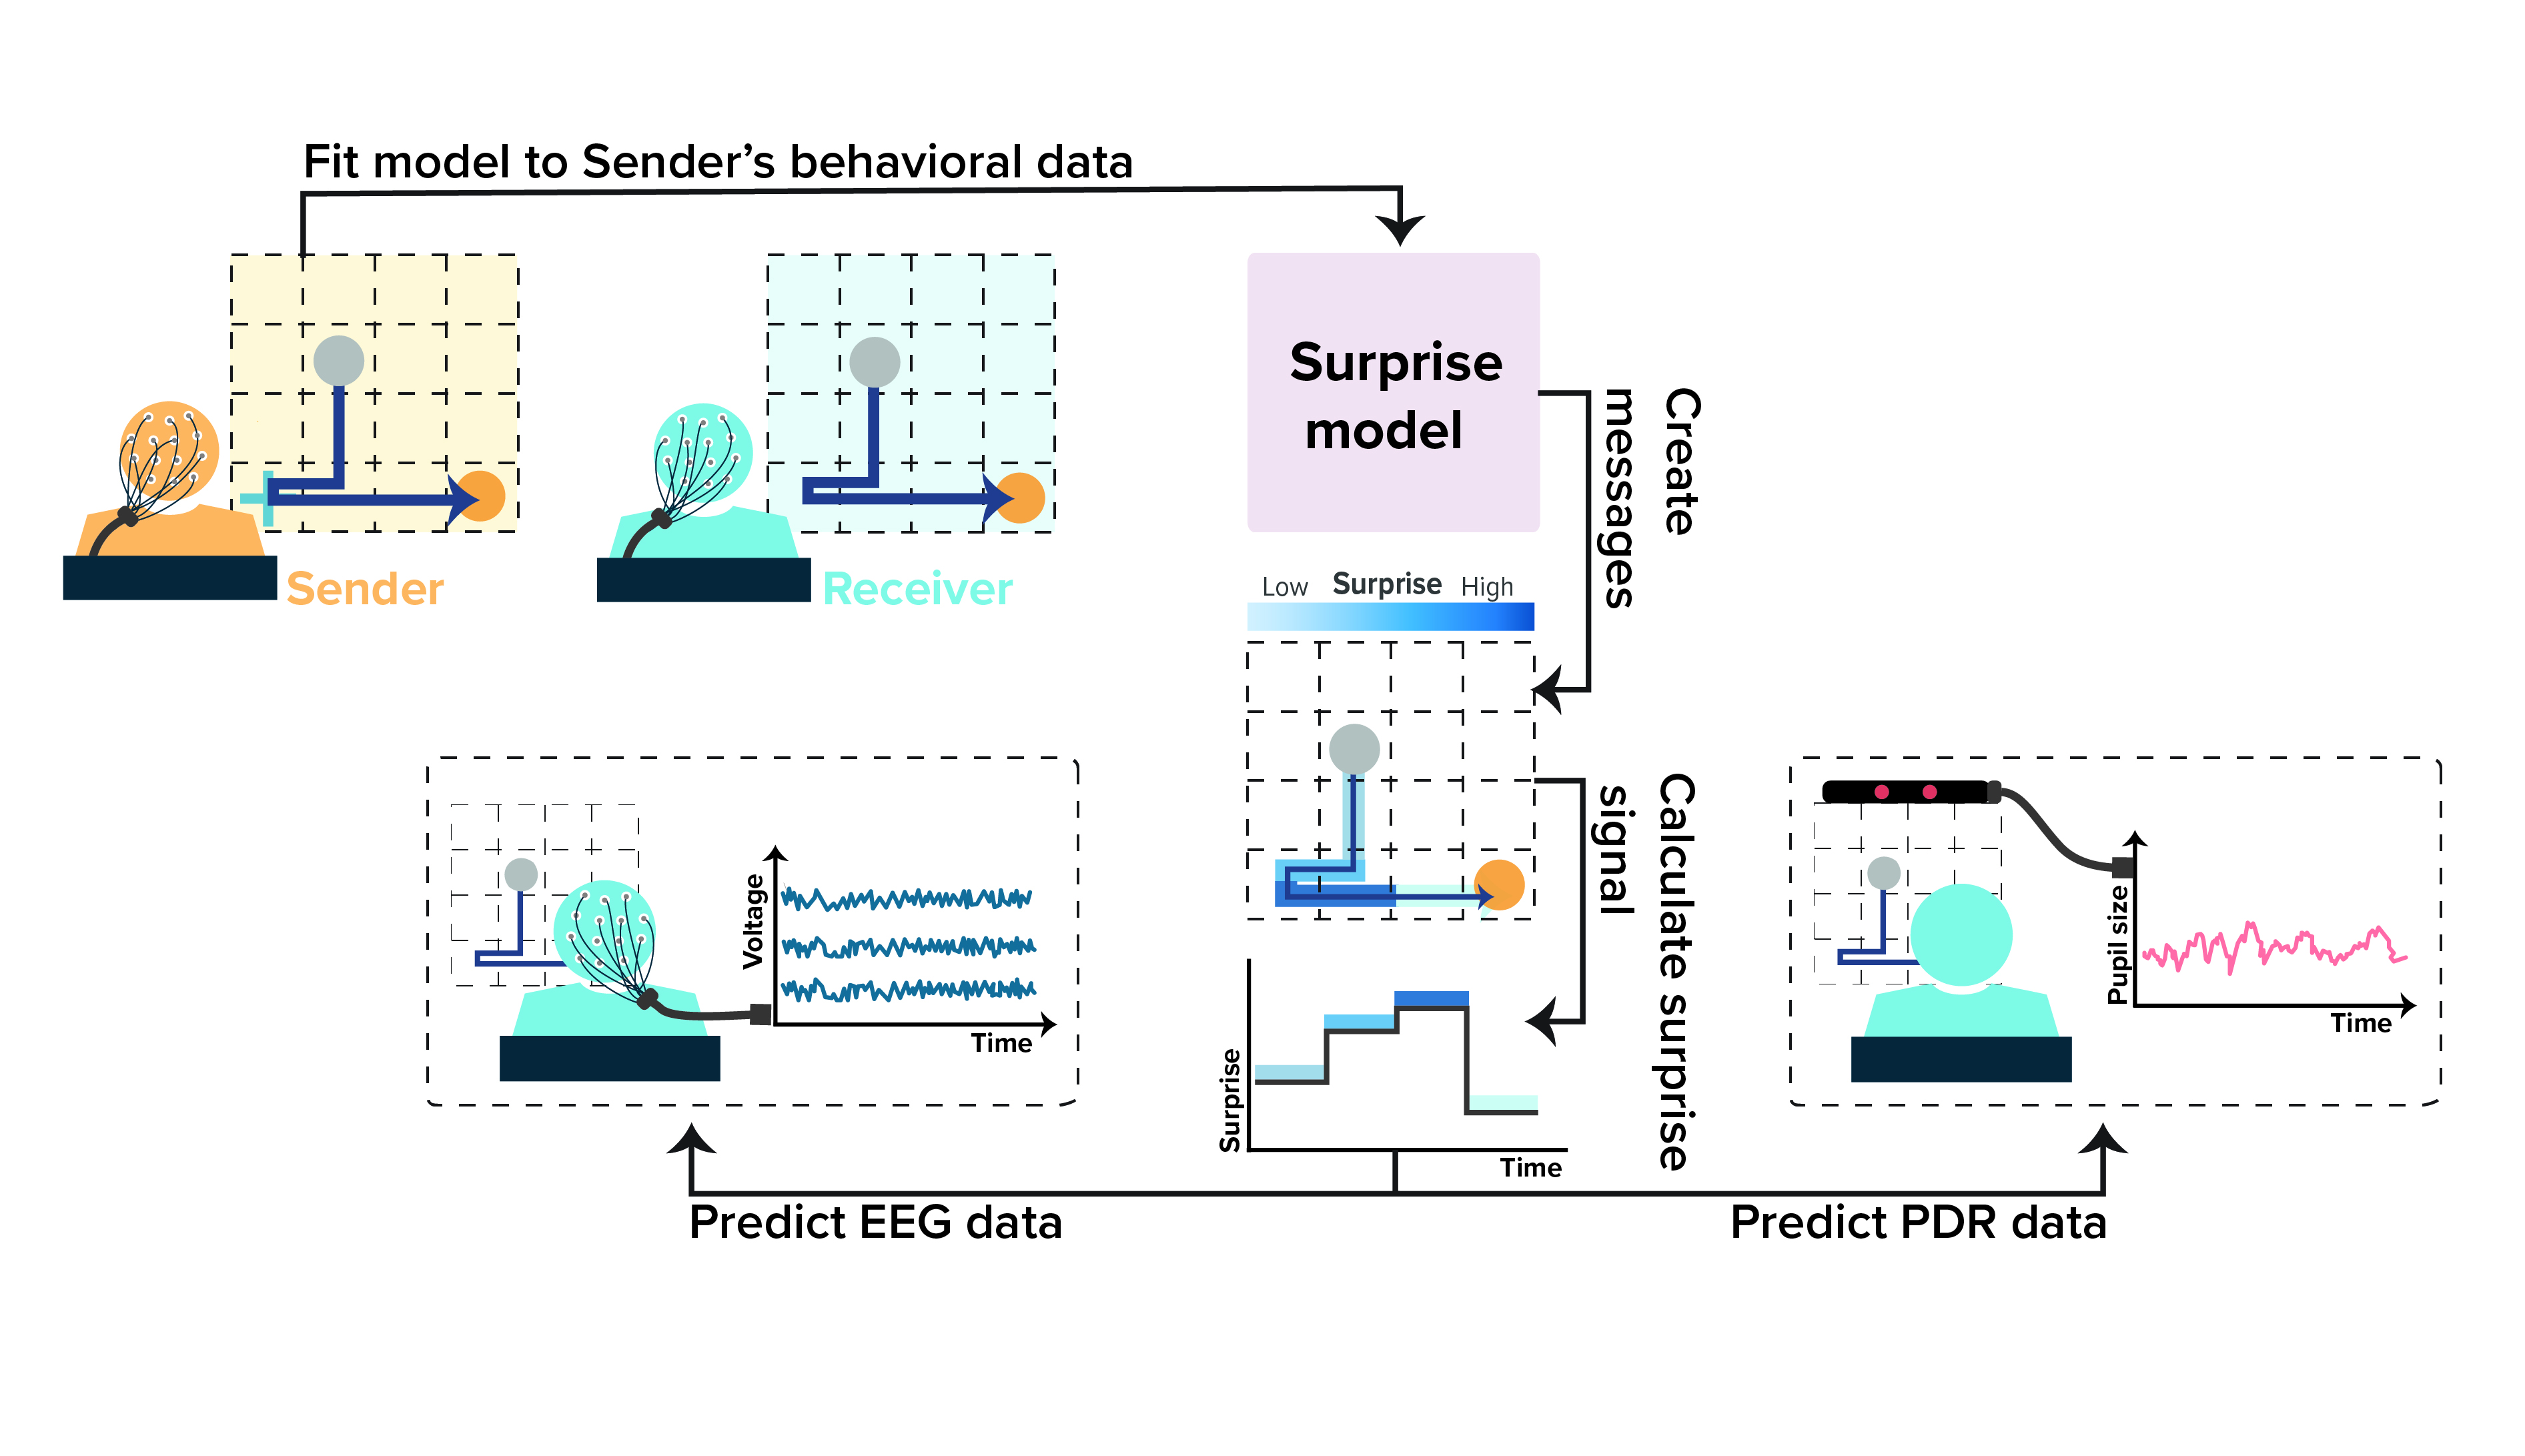 Fit model to Sender’s behavioral data
Sender
Receiver
Surprise
model
Create
messages
Low Surprise High
Calculate surprise
signal
Voltage
Time
Surprise
Time
Pupil size
Time
Predict EEG data
Predict PDR data